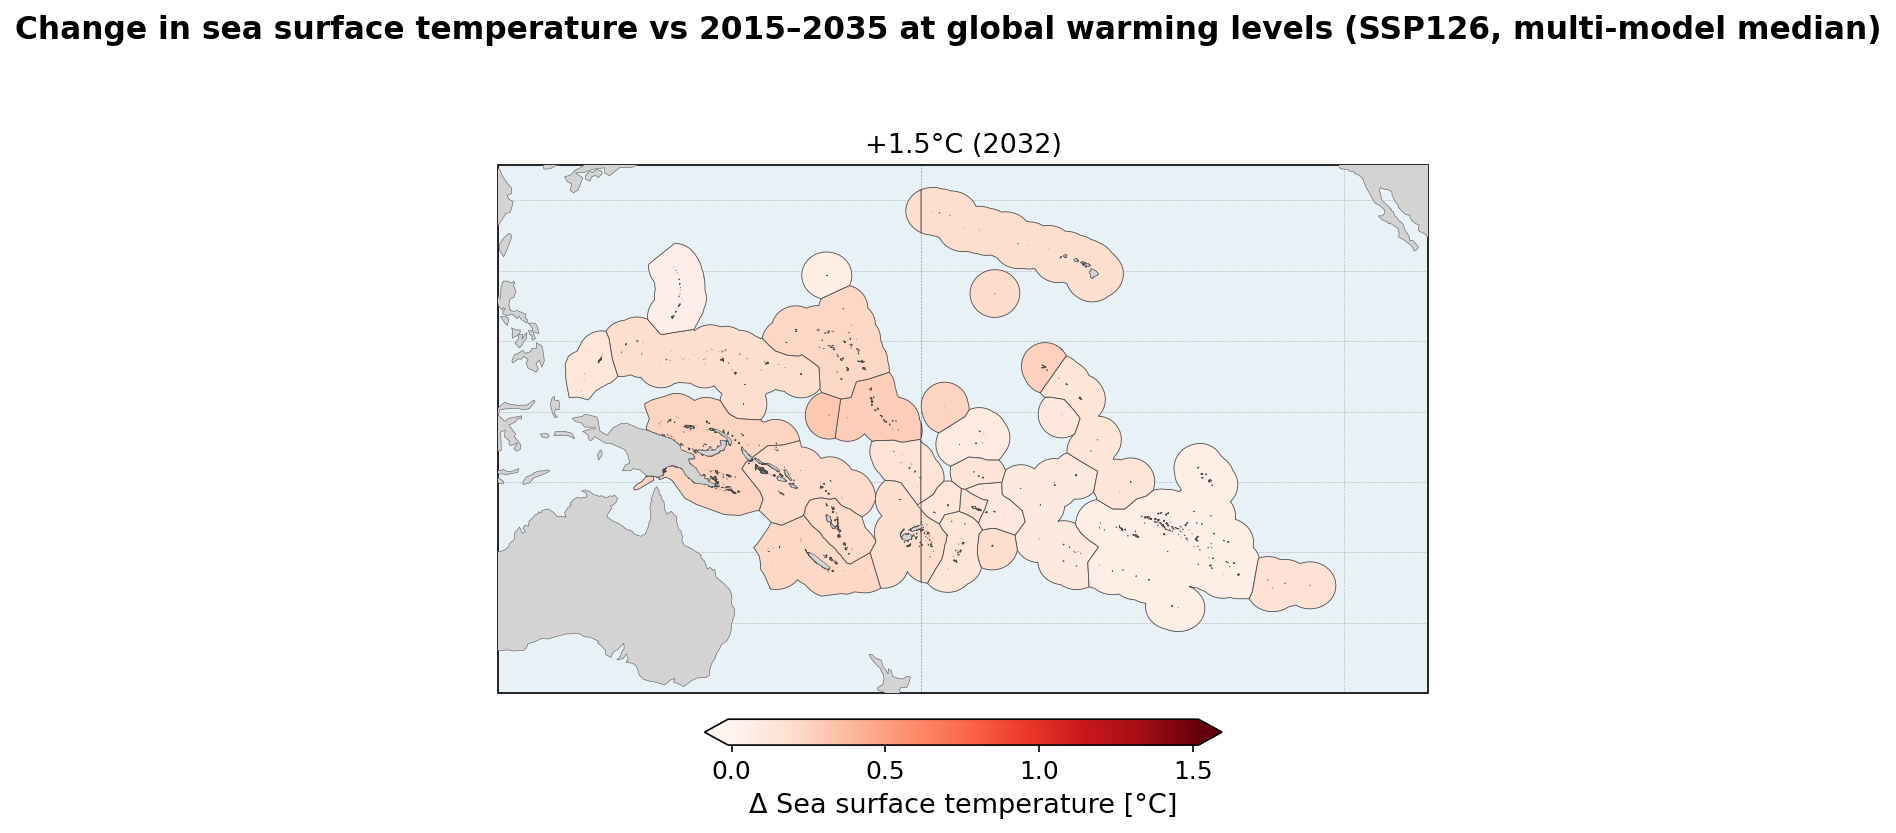 Change in sea surface temperature vs 2015–2035 at global warming levels (SSP126, multi-model median)
+1.5°C (2032)
0.0 0.5 1.0 1.5
Δ Sea surface temperature [°C]